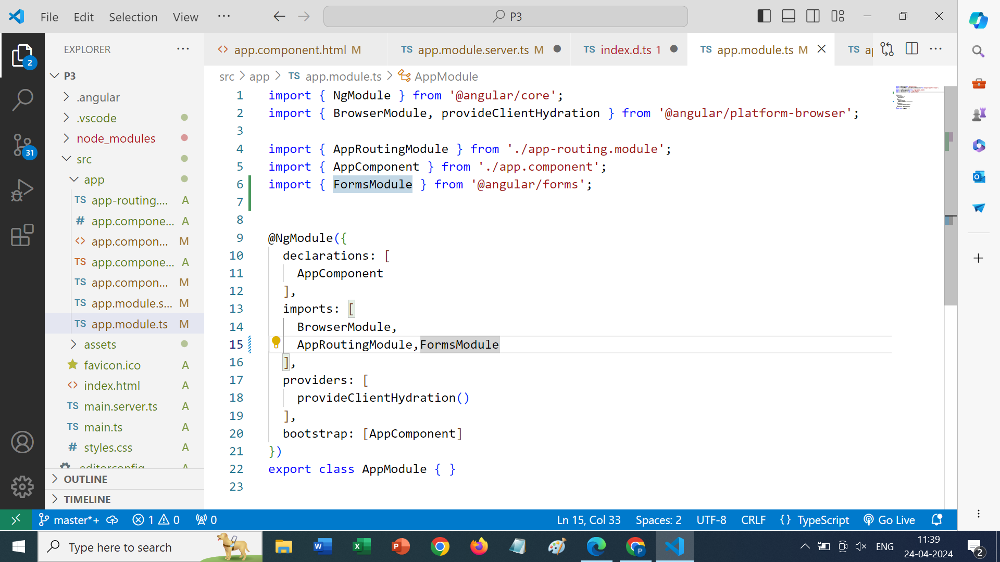 File Edit Selection View ··· P3
EXPLORER ···
app.component.html M
TS app.module.server.ts M
TS index.d.ts 1
TS app.module.ts M
TS
···
P3
.angular
.vscode
node_modules
src
app
TS app-routing.... A
# app.compone... A
<> app.compon... M
TS app.compone... A
TS app.compon... M
TS app.module.s... M
TS app.module.ts M
assets
favicon.ico A
<> index.html A
TS main.server.ts A
TS main.ts A
# styles.css A
.editorconfig A
OUTLINE
TIMELINE
2
31
src > app > TS app.module.ts > AppModule
1 import { NgModule } from '@angular/core';
2 import { BrowserModule, provideClientHydration } from '@angular/platform-browser';
3
4 import { AppRoutingModule } from './app-routing.module';
5 import { AppComponent } from './app.component';
6 import { FormsModule } from '@angular/forms';
7
8
9 @NgModule({
10 declarations: [
11 AppComponent
12 ],
13 imports: [
14 BrowserModule,
15 AppRoutingModule,FormsModule
16 ],
17 providers: [
18 provideClientHydration()
19 ],
20 bootstrap: [AppComponent]
21 })
22 export class AppModule { }
23
master*+ 1 0 0 Ln 15, Col 33 Spaces: 2 UTF-8 CRLF {} TypeScript Go Live
Type here to search
ENG
11:39
24-04-2024
2